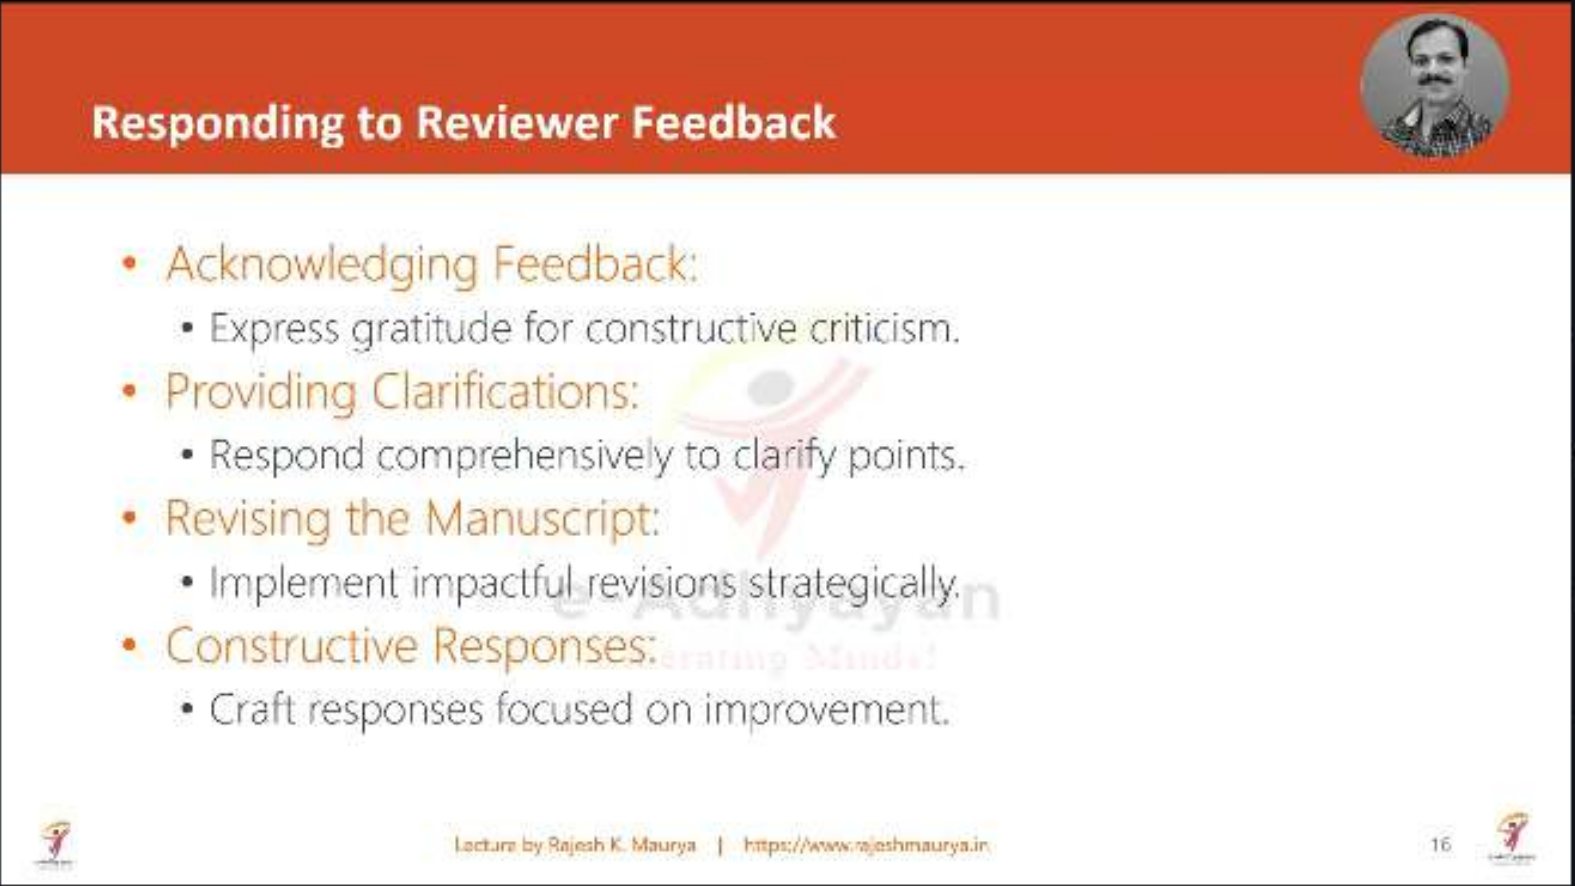 Responding to Reviewer Feedback
• Acknowledging Feedback:
• Express gratitude for constructive criticism.
• Providing Clarifications:
• Respond comprehensively to clarify points.
• Revising the Manuscript:
• Implement impactful revisions strategically.
• Constructive Responses:
• Craft responses focused on improvement.
e-Adhyayan
Minds!
Lecture by Rajesh K. Maurya | https://www.rajeshmaurya.in
16